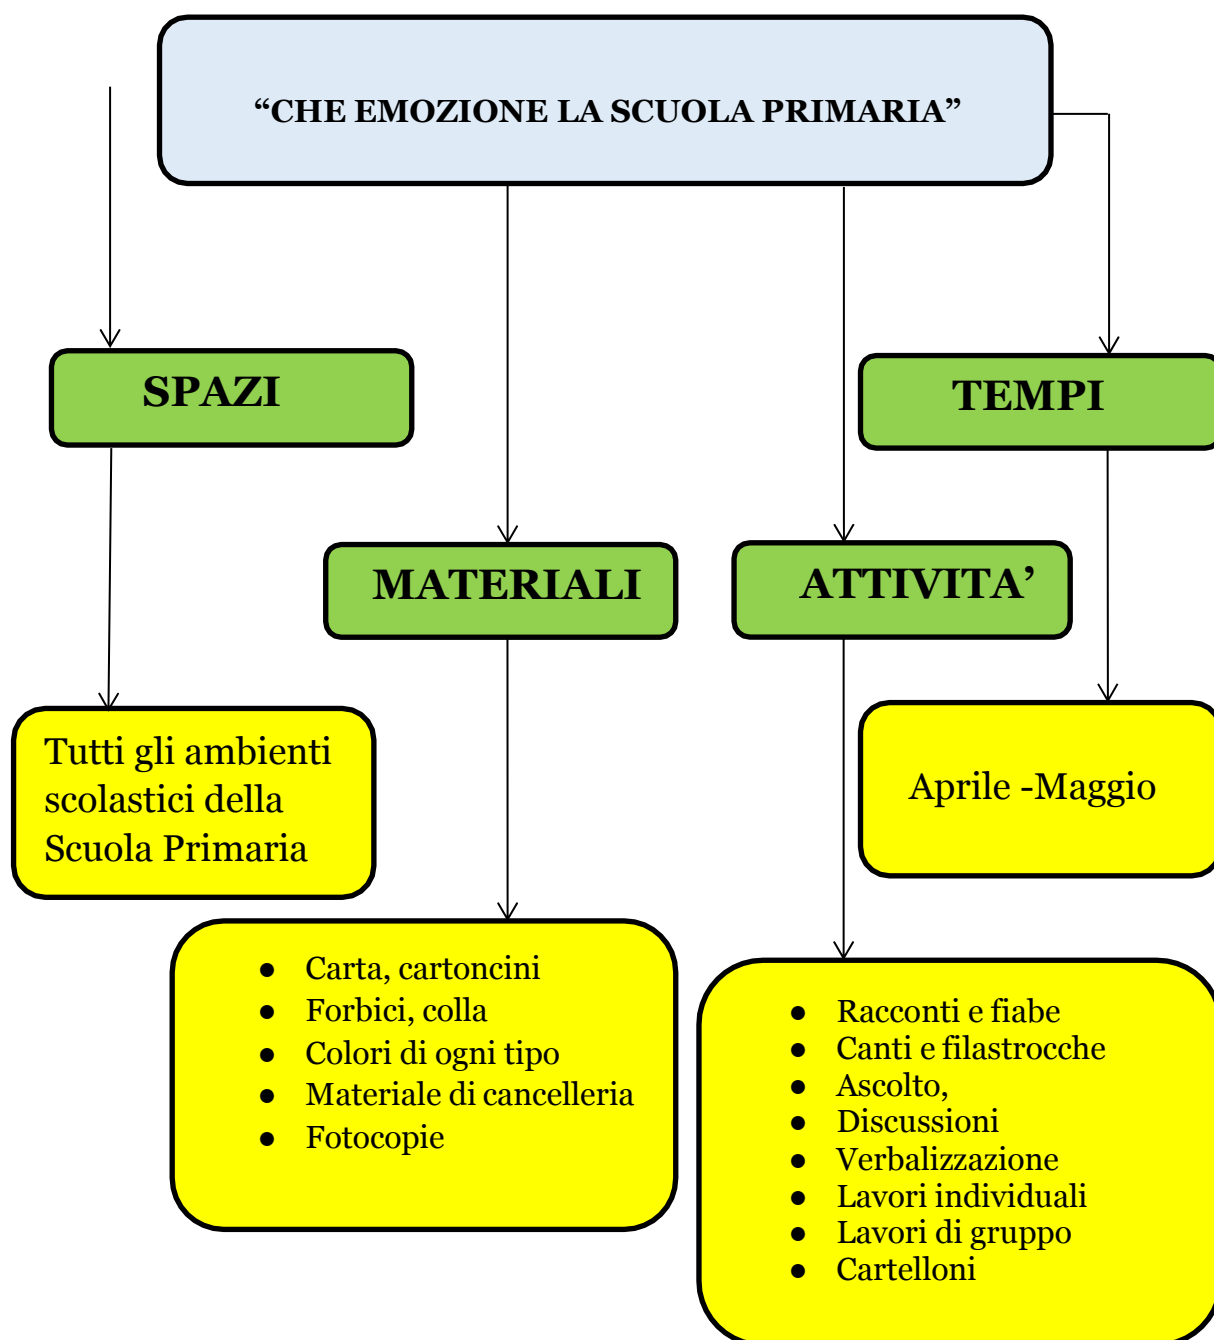 “CHE EMOZIONE LA SCUOLA PRIMARIA”
SPAZI
TEMPI
MATERIALI
ATTIVITA’
Tutti gli ambienti
scolastici della
Scuola Primaria
Aprile -Maggio
● Carta, cartoncini
● Forbici, colla
● Colori di ogni tipo
● Materiale di cancelleria
● Fotocopie
● Racconti e fiabe
● Canti e filastrocche
● Ascolto,
● Discussioni
● Verbalizzazione
● Lavori individuali
● Lavori di gruppo
● Cartelloni